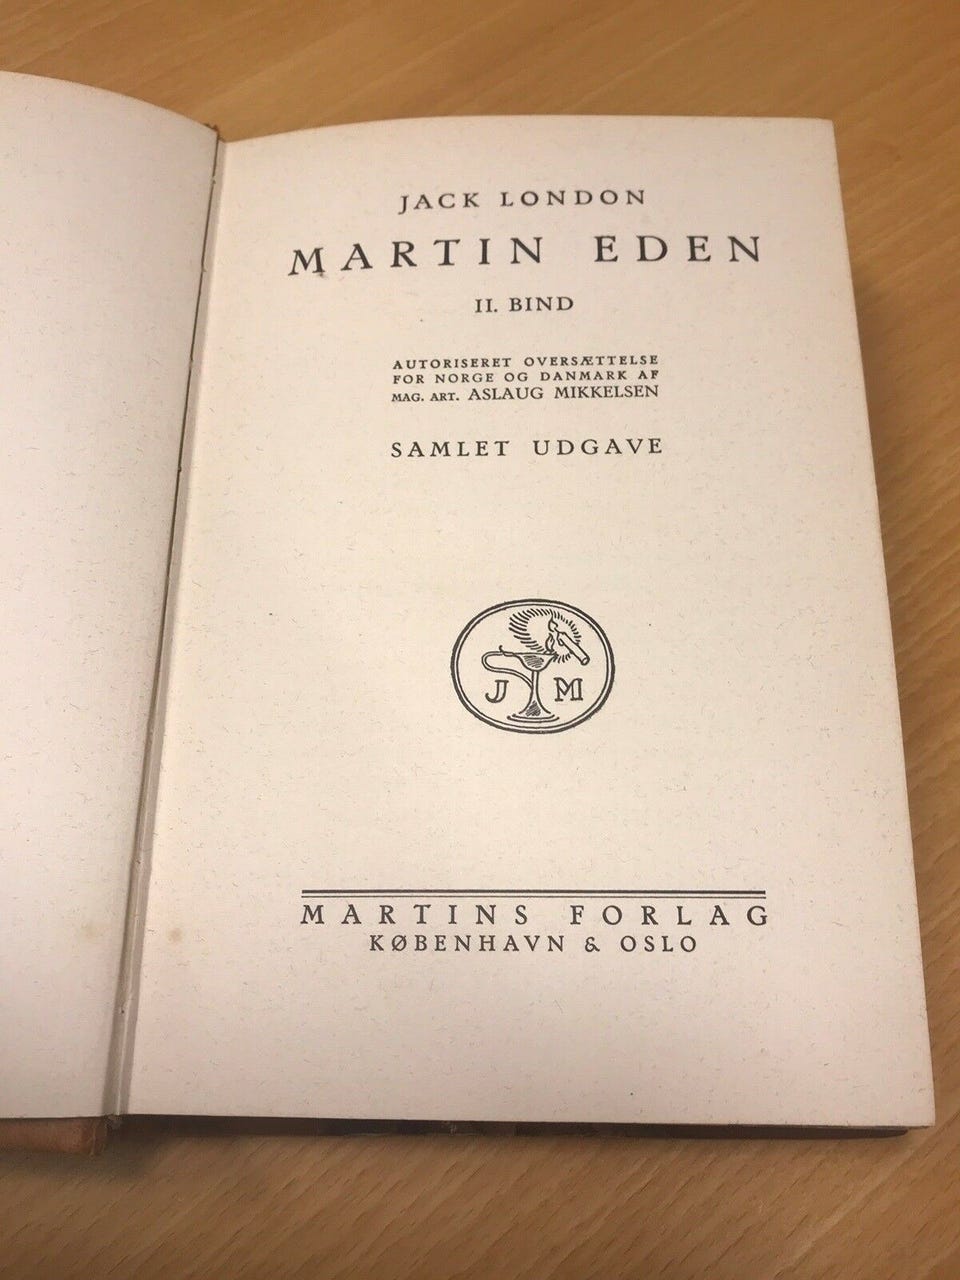 JACK LONDON
MARTIN EDEN
II. BIND
AUTORISERET OVERSÆTTELSE
FOR NORGE OG DANMARK AF
MAG. ART. ASLAUG MIKKELSEN
SAMLET UDGAVE
J M
MARTINS FORLAG
KØBENHAVN & OSLO